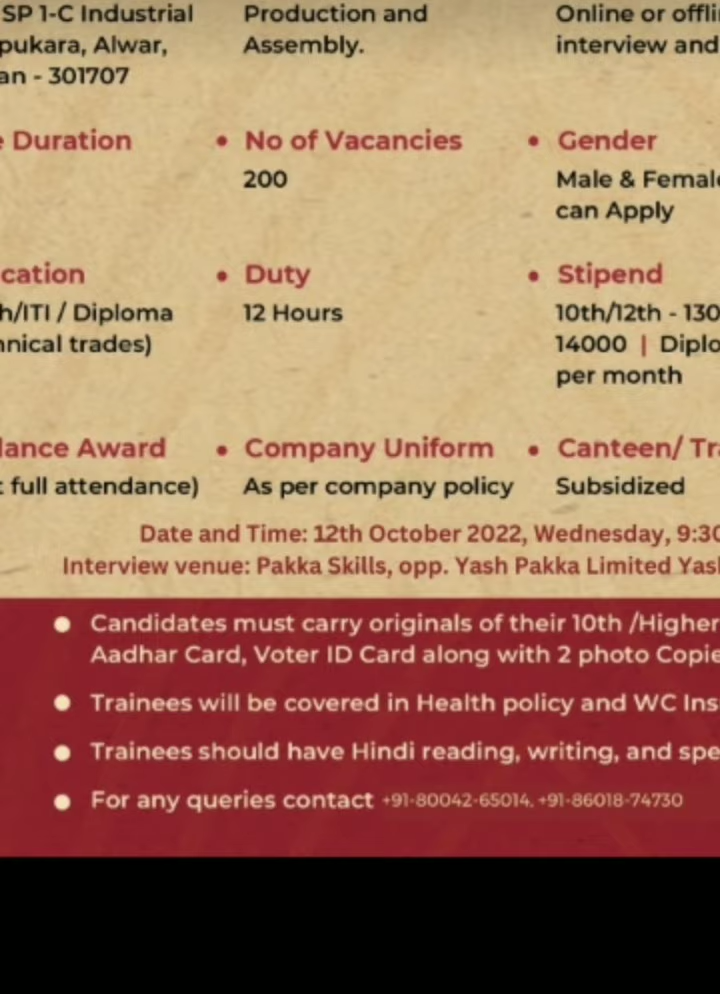 SP 1-C Industrial
pukara, Alwar,
an - 301707
Production and
Assembly.
Online or offli
interview and
e Duration
No of Vacancies
200
Gender
Male & Female
can Apply
cation
h/ITI / Diploma
nnical trades)
Duty
12 Hours
Stipend
10th/12th - 130
14000 | Diplo
per month
lance Award
t full attendance)
Company Uniform
As per company policy
Canteen/ Tra
Subsidized
Date and Time: 12th October 2022, Wednesday, 9:30
Interview venue: Pakka Skills, opp. Yash Pakka Limited Yash
Candidates must carry originals of their 10th /Higher
Aadhar Card, Voter ID Card along with 2 photo Copie
Trainees will be covered in Health policy and WC Ins
Trainees should have Hindi reading, writing, and spe
For any queries contact +91-80042-65014, +91-86018-74730